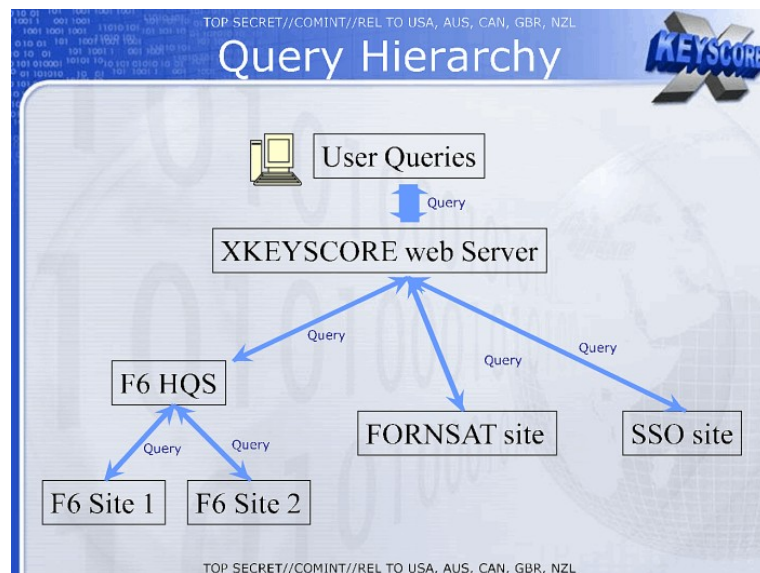 TOP SECRET//COMINT//REL TO USA, AUS, CAN, GBR, NZL
Query Hierarchy
X KEYSCORE
User Queries
Query
XKEYSCORE web Server
Query
Query
Query
F6 HQS
FORNSAT site
SSO site
Query
Query
F6 Site 1
F6 Site 2
TOP SECRET//COMINT//REL TO USA, AUS, CAN, GBR, NZL